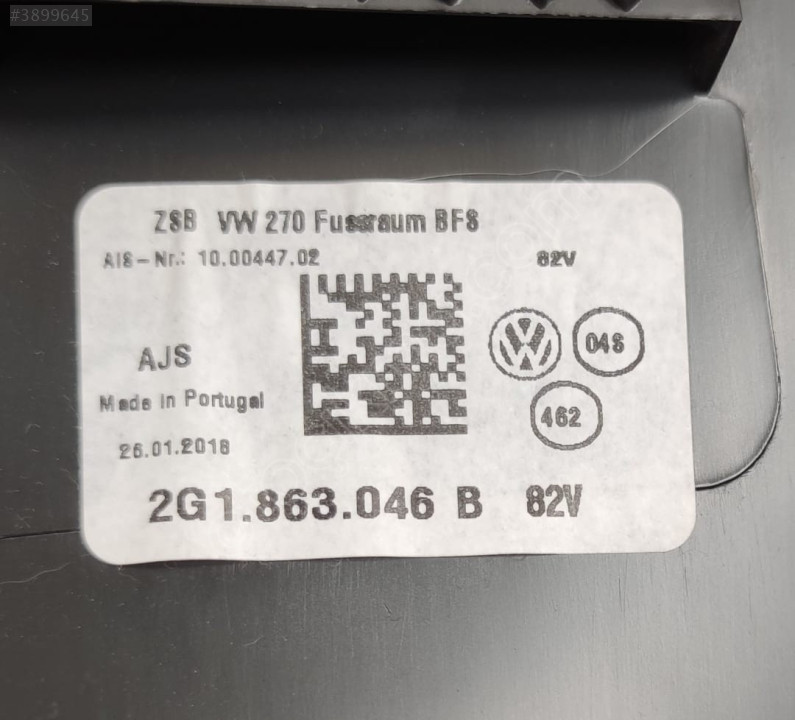 #3899645
ZSB VW 270 Fussraum BFS
AIS-Nr.: 10.00447.02
82V
AJS
04S
Made in Portugal
462
26.01.2018
2G1.863.046 B 82V